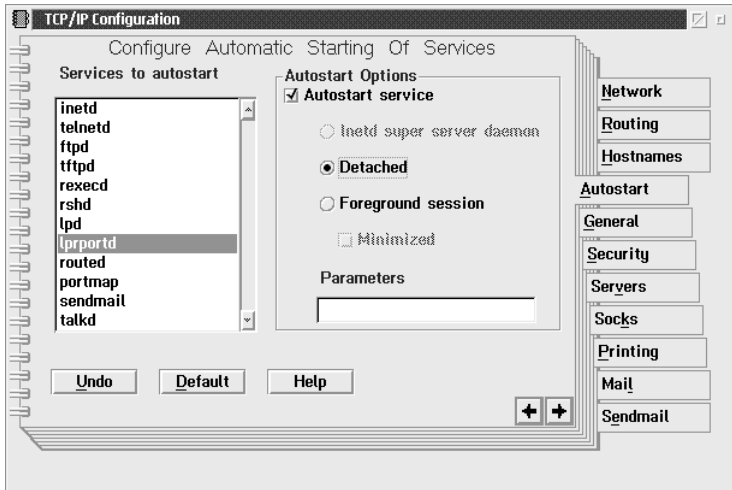 TCP/IP Configuration
Configure Automatic Starting Of Services
Services to autostart
inetd
telnetd
ftpd
tftpd
rexecd
rshd
lpd
lprportd
routed
portmap
sendmail
talkd
Autostart Options
Autostart service
Inetd super server daemon
Detached
Foreground session
Minimized
Parameters
Undo
Default
Help
Network
Routing
Hostnames
Autostart
General
Security
Servers
Socks
Printing
Mail
Sendmail